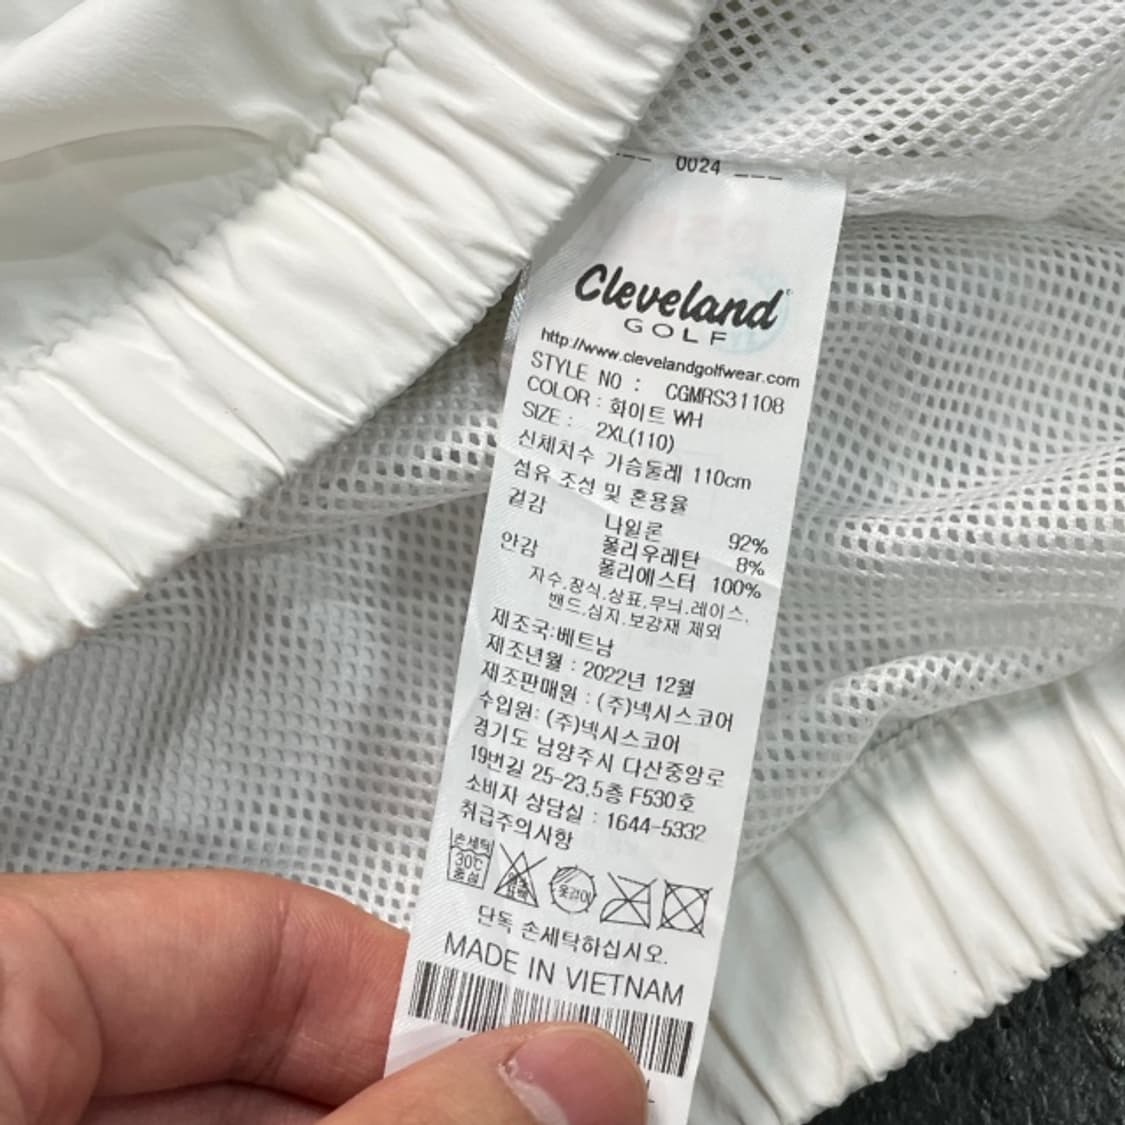 0024
Cleveland
GOLF
http://www.clevelandgolfwear.com
STYLE NO : CGMRS31108
COLOR : 화이트 WH
SIZE : 2XL(110)
신체치수 가슴둘레 110cm
섬유 조성 및 혼용율
겉감 나일론 92%
폴리우레탄 8%
안감 폴리에스터 100%
자수.장식.상표.무늬.레이스.
밴드.심지.보강재 제외
제조국:베트남
제조년월 : 2022년 12월
제조판매원 : (주)넥시스코어
수입원: (주)넥시스코어
경기도 남양주시 다산중앙로
19번길 25-23.5층 F530호
소비자 상담실 : 1644-5332
취급주의사항
손세탁
30℃
중성
염소
표백
옷걸이
단독 손세탁하십시오.
MADE IN VIETNAM